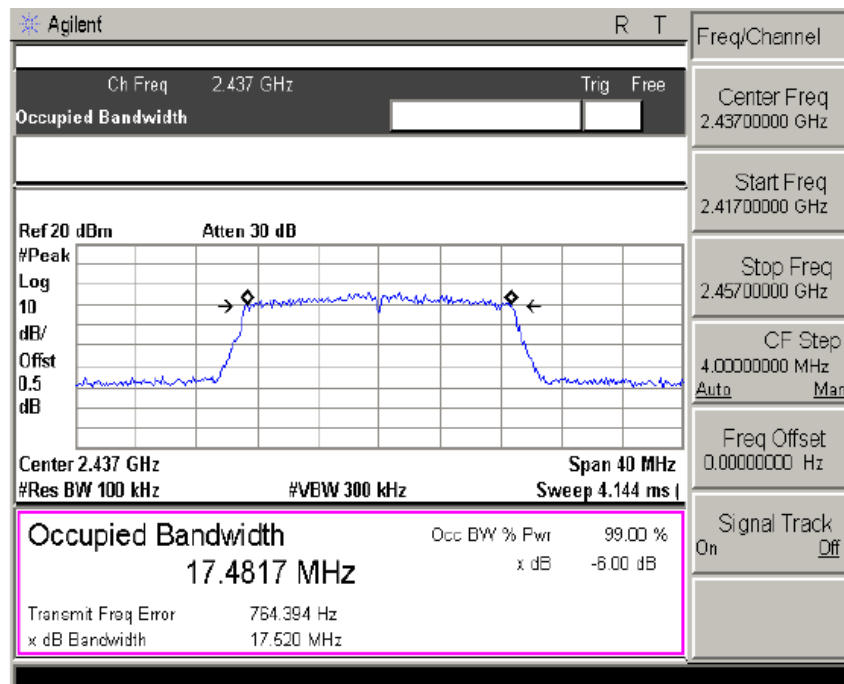 Agilent R T
Ch Freq 2.437 GHz Trig Free
Occupied Bandwidth
Ref 20 dBm Atten 30 dB
#Peak
Log
10
dB/
Offst
0.5
dB
Center 2.437 GHz Span 40 MHz
#Res BW 100 kHz #VBW 300 kHz Sweep 4.144 ms (
Occupied Bandwidth
17.4817 MHz
Occ BW % Pwr 99.00 %
x dB -6.00 dB
Transmit Freq Error 764.394 Hz
x dB Bandwidth 17.520 MHz
Freq/Channel
Center Freq
2.43700000 GHz
Start Freq
2.41700000 GHz
Stop Freq
2.45700000 GHz
CF Step
4.00000000 MHz
Auto Man
Freq Offset
0.00000000 Hz
Signal Track
On Off